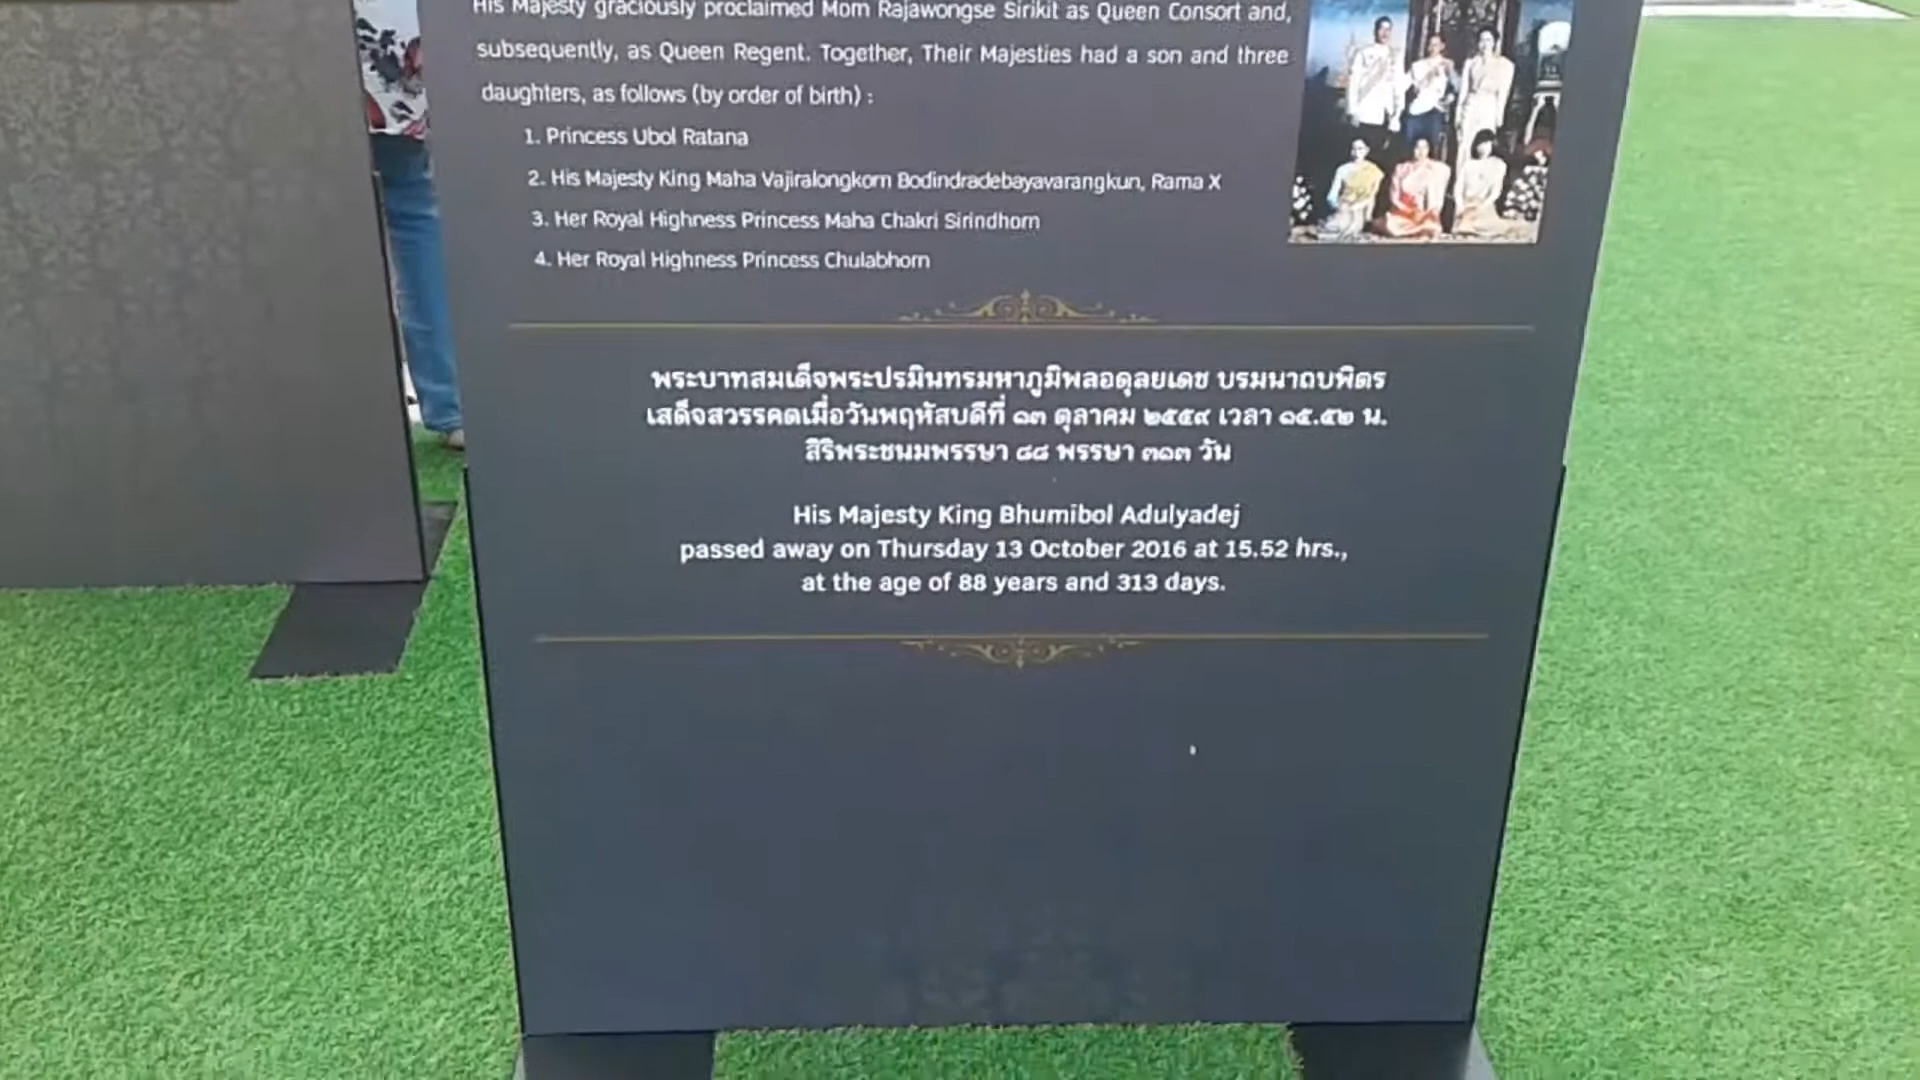 His Majesty graciously proclaimed Mom Rajawongse Sirikit as Queen Consort and,
subsequently, as Queen Regent. Together, Their Majesties had a son and three
daughters, as follows (by order of birth) :
1. Princess Ubol Ratana
2. His Majesty King Maha Vajiralongkorn Bodindradebayavarangkun, Rama X
3. Her Royal Highness Princess Maha Chakri Sirindhorn
4. Her Royal Highness Princess Chulabhorn
พระบาทสมเด็จพระปรมินทรมหาภูมิพลอดุลยเดช บรมนาถบพิตร
เสด็จสวรรคตเมื่อวันพฤหัสบดีที่ ๑๓ ตุลาคม ๒๕๕๙ เวลา ๑๕.๕๒ น.
สิริพระชนมพรรษา ๘๘ พรรษา ๓๑๓ วัน
His Majesty King Bhumibol Adulyadej
passed away on Thursday 13 October 2016 at 15.52 hrs.,
at the age of 88 years and 313 days.